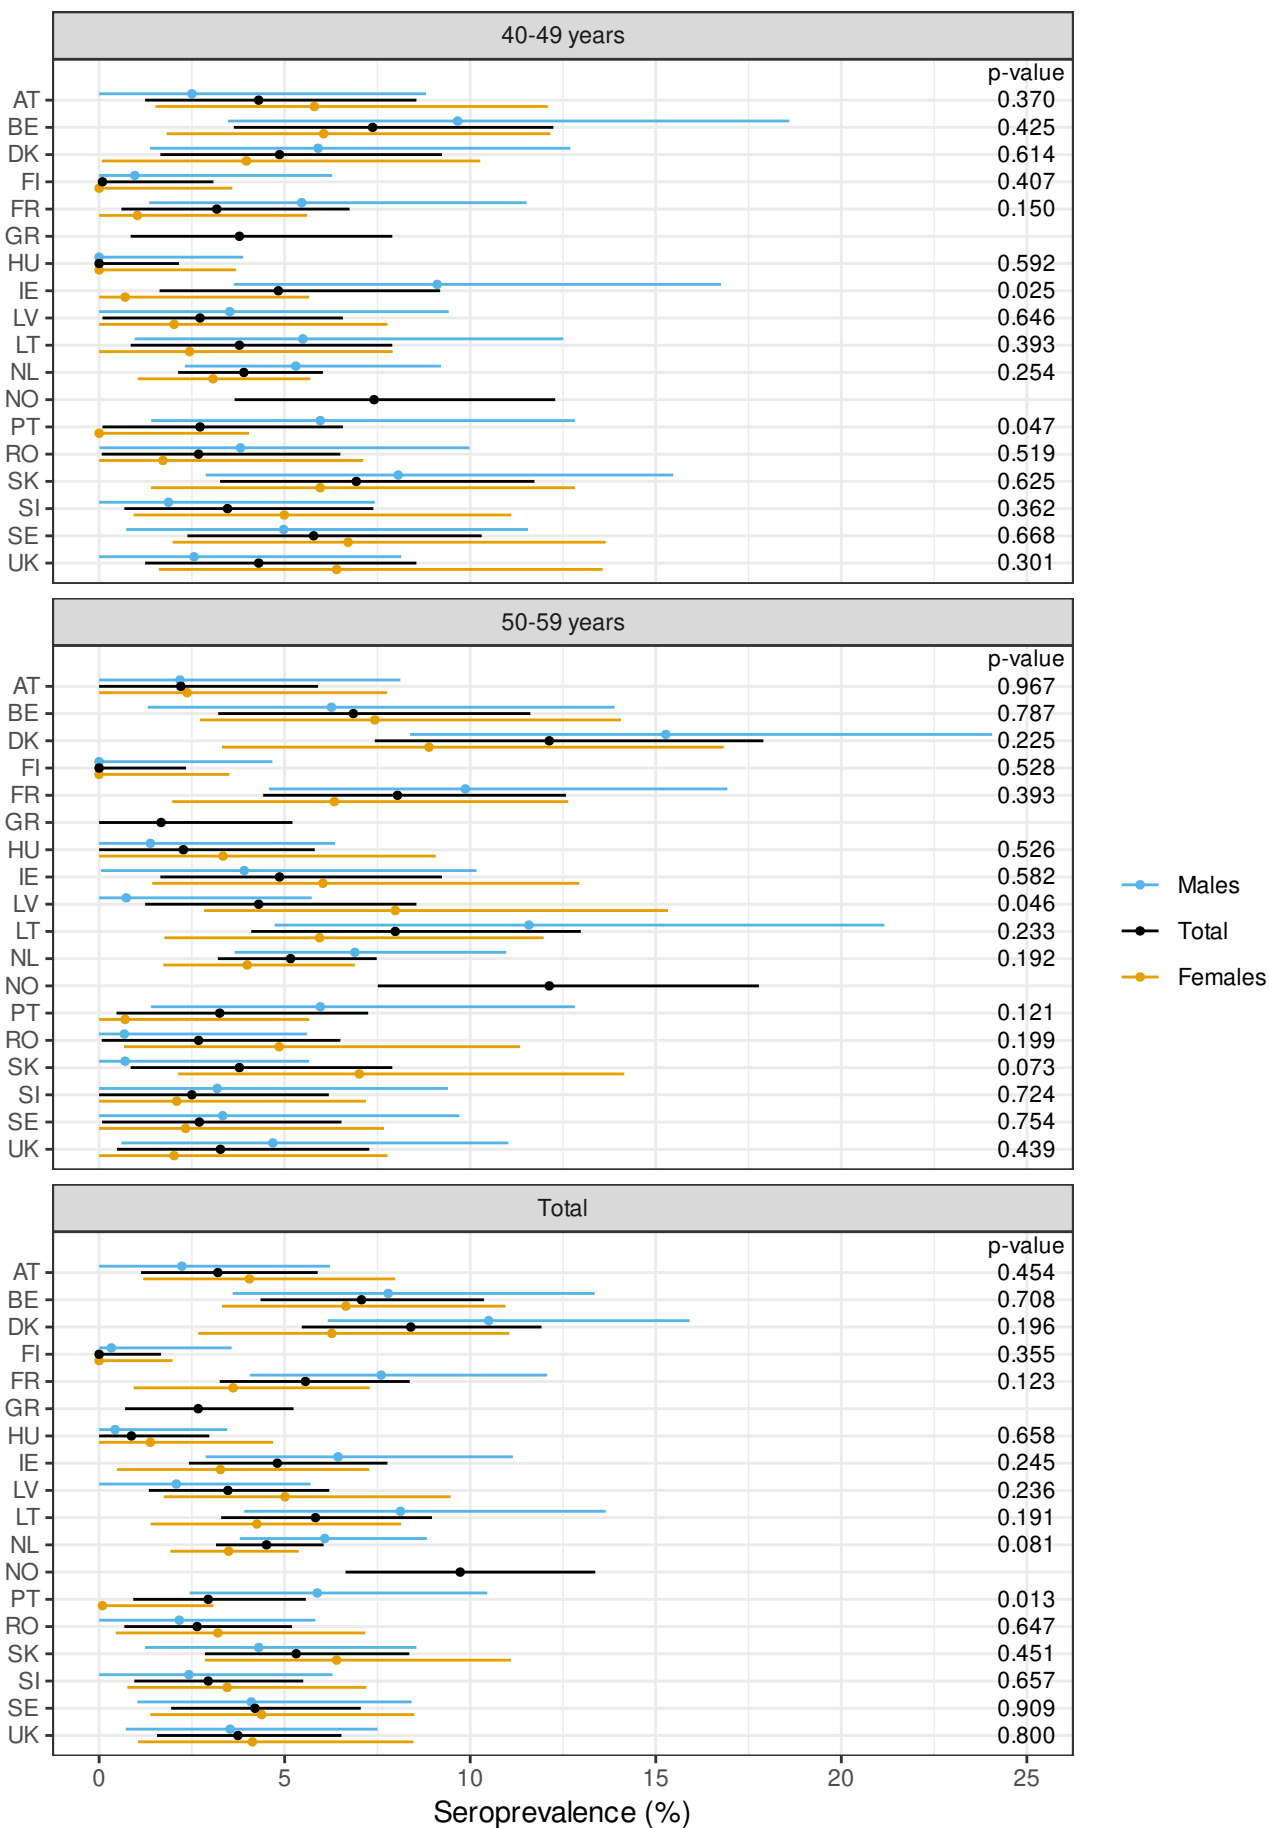 40-49 years
p-value
AT 0.370
BE 0.425
DK 0.614
FI 0.407
FR 0.150
GR
HU 0.592
IE 0.025
LV 0.646
LT 0.393
NL 0.254
NO
PT 0.047
RO 0.519
SK 0.625
SI 0.362
SE 0.668
UK 0.301
50-59 years
p-value
AT 0.967
BE 0.787
DK 0.225
FI 0.528
FR 0.393
GR
HU 0.526
IE 0.582
LV 0.046
LT 0.233
NL 0.192
NO
PT 0.121
RO 0.199
SK 0.073
SI 0.724
SE 0.754
UK 0.439
Males
Total
Females
Total
p-value
AT 0.454
BE 0.708
DK 0.196
FI 0.355
FR 0.123
GR
HU 0.658
IE 0.245
LV 0.236
LT 0.191
NL 0.081
NO
PT 0.013
RO 0.647
SK 0.451
SI 0.657
SE 0.909
UK 0.800
0 5 10 15 20 25
Seroprevalence (%)